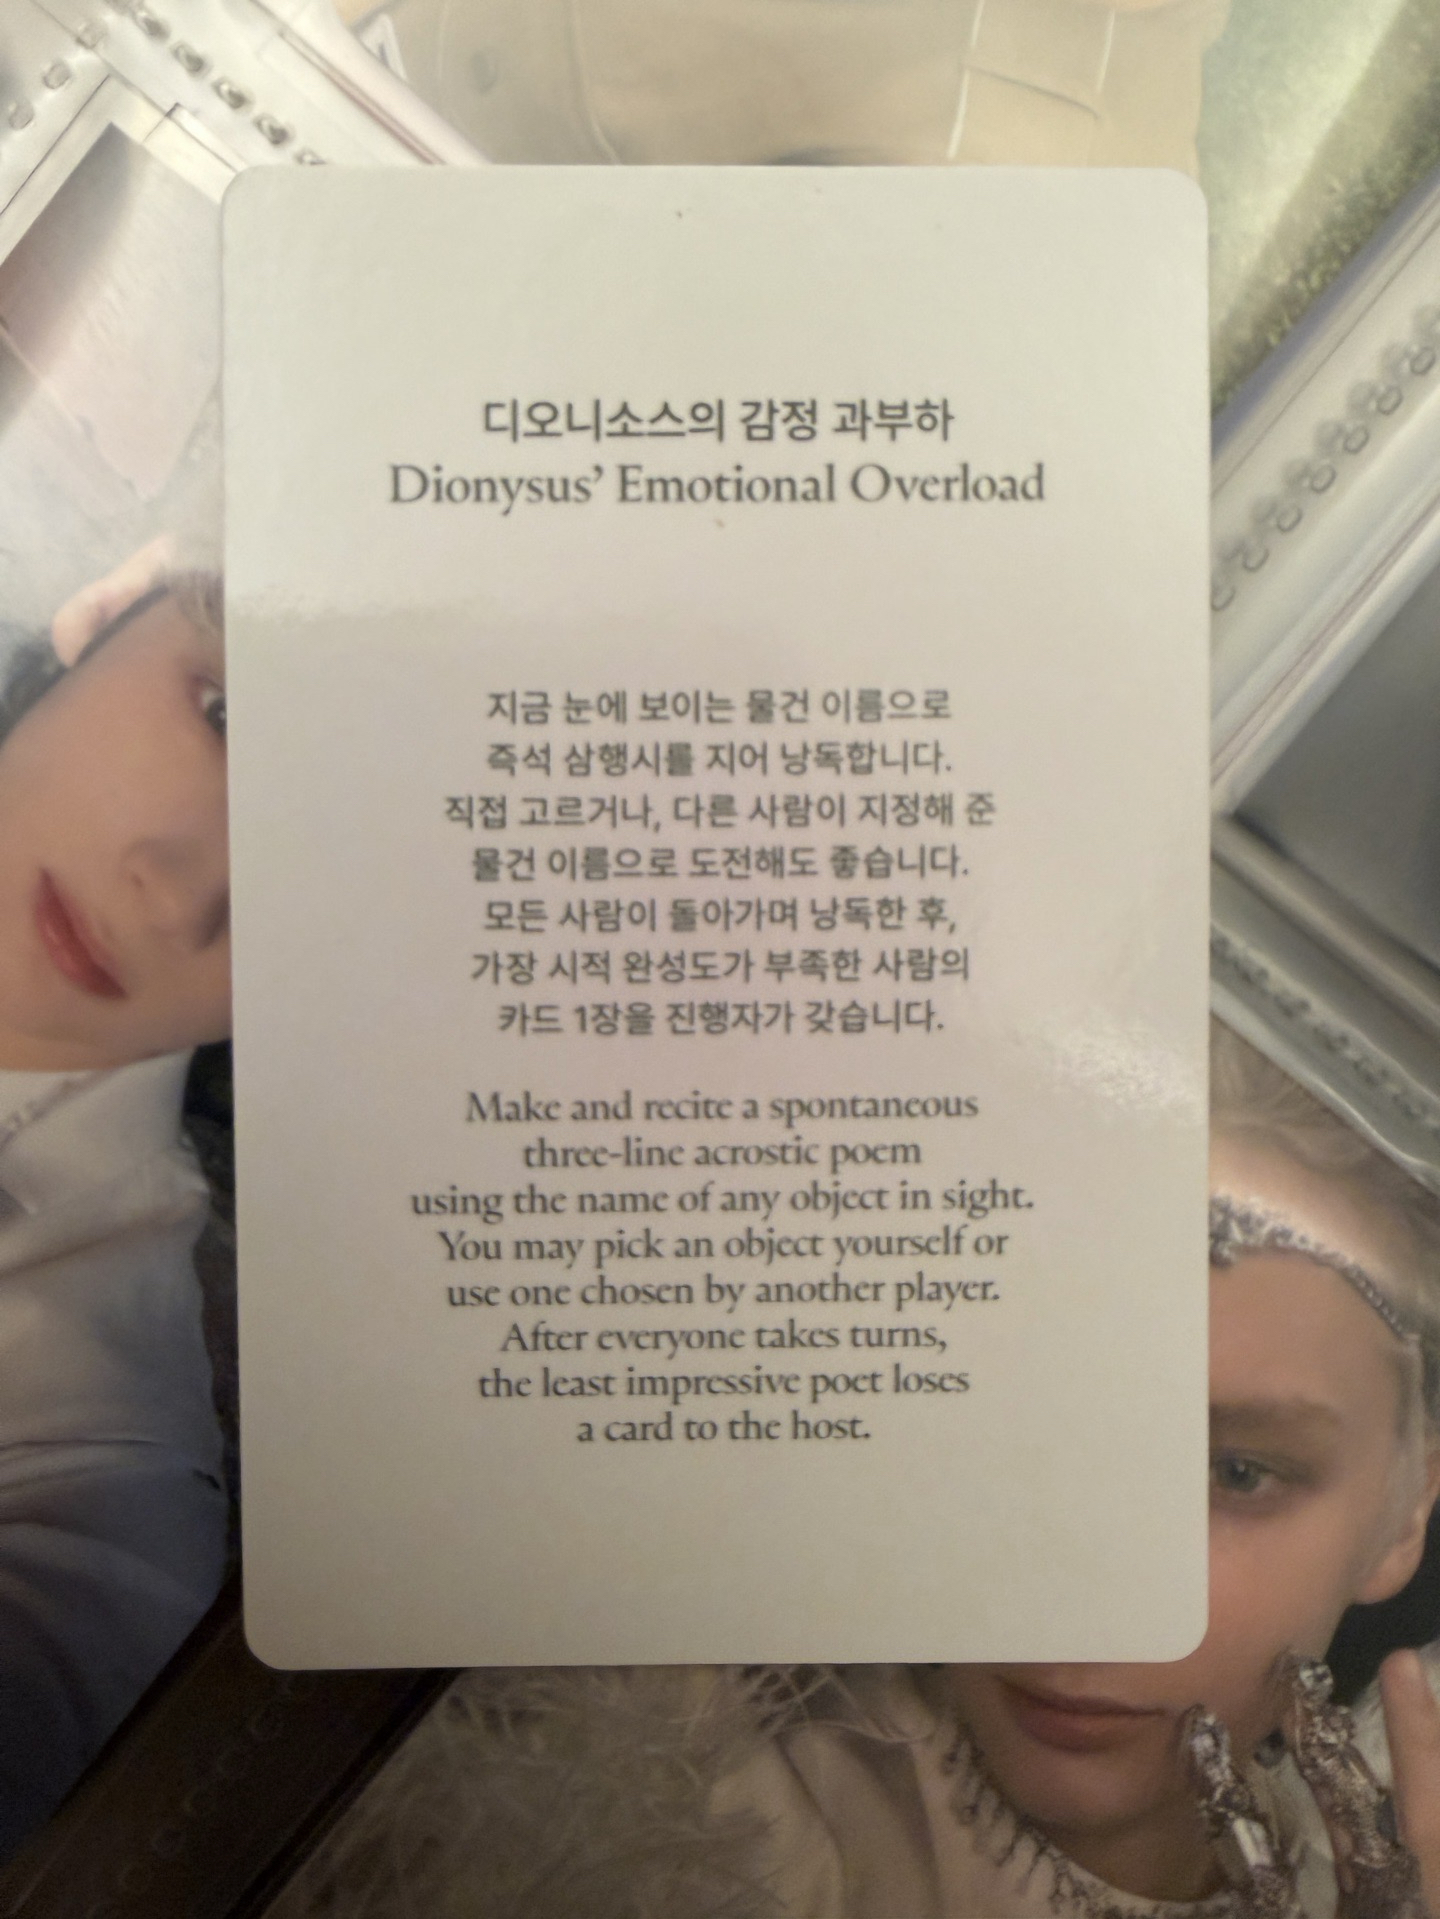 디오니소스의 감정 과부하
Dionysus’ Emotional Overload
지금 눈에 보이는 물건 이름으로
즉석 삼행시를 지어 낭독합니다.
직접 고르거나, 다른 사람이 지정해 준
물건 이름으로 도전해도 좋습니다.
모든 사람이 돌아가며 낭독한 후,
가장 시적 완성도가 부족한 사람의
카드 1장을 진행자가 갖습니다.
Make and recite a spontaneous
three-line acrostic poem
using the name of any object in sight.
You may pick an object yourself or
use one chosen by another player.
After everyone takes turns,
the least impressive poet loses
a card to the host.